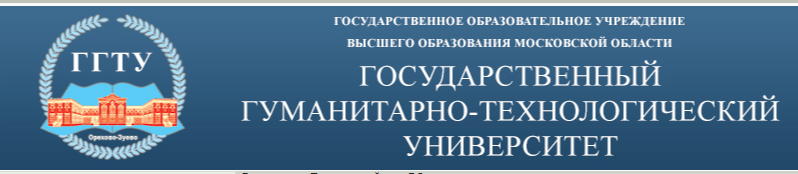 ГГТУ
Орехово-Зуево
ГОСУДАРСТВЕННОЕ ОБРАЗОВАТЕЛЬНОЕ УЧРЕЖДЕНИЕ
ВЫСШЕГО ОБРАЗОВАНИЯ МОСКОВСКОЙ ОБЛАСТИ
ГОСУДАРСТВЕННЫЙ
ГУМАНИТАРНО-ТЕХНОЛОГИЧЕСКИЙ
УНИВЕРСИТЕТ